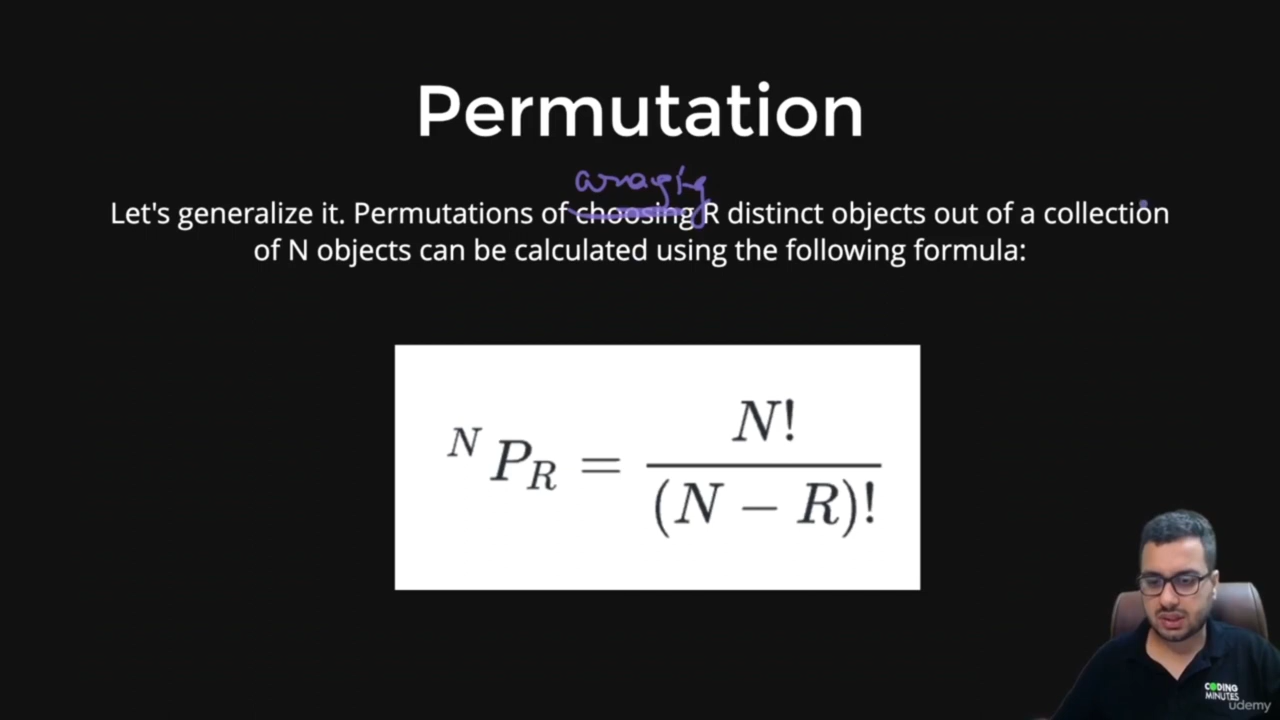 Permutation
arranging
Let's generalize it. Permutations of choosing R distinct objects out of a collection
of N objects can be calculated using the following formula:
N P R = N! / (N − R)!
CODING
MINUTES
udemy